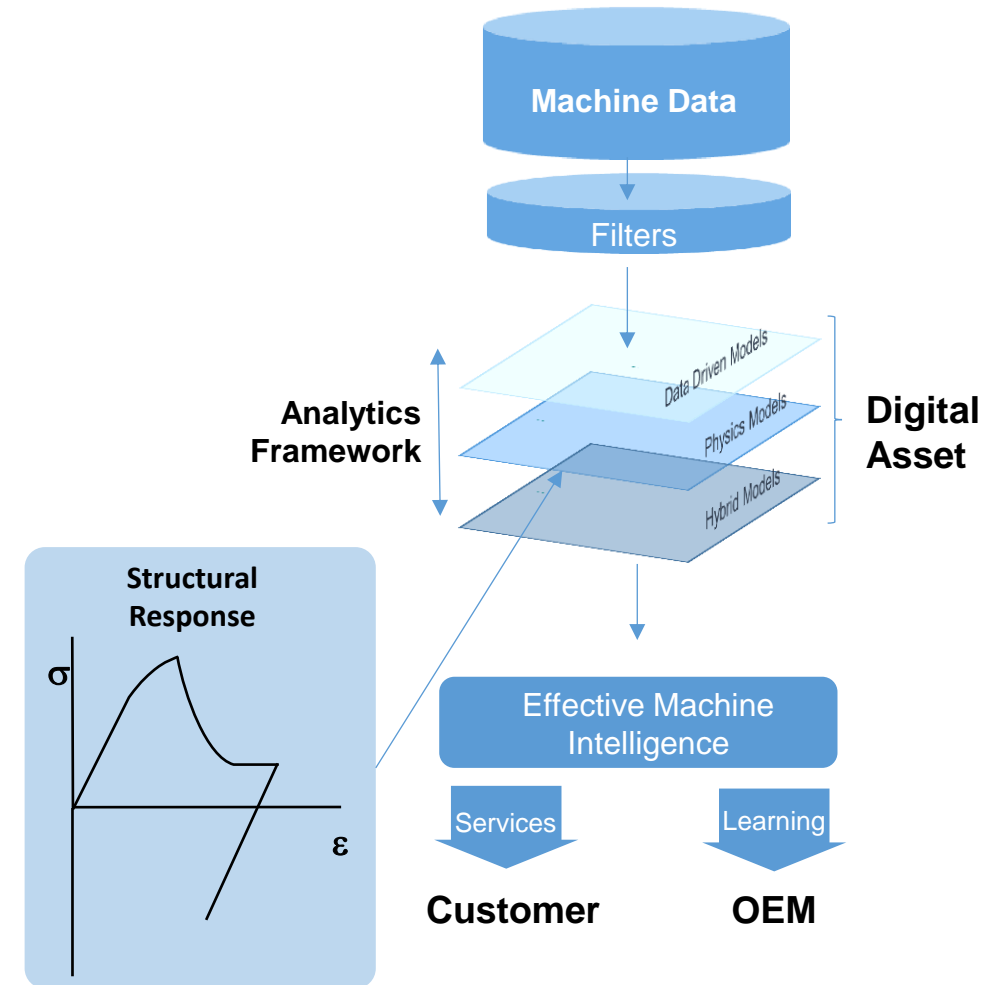 Machine Data
Filters
Data Driven Models
Physics Models
Hybrid Models
Analytics
Framework
Digital
Asset
Structural
Response
σ
ε
Effective Machine
Intelligence
Services
Learning
Customer
OEM